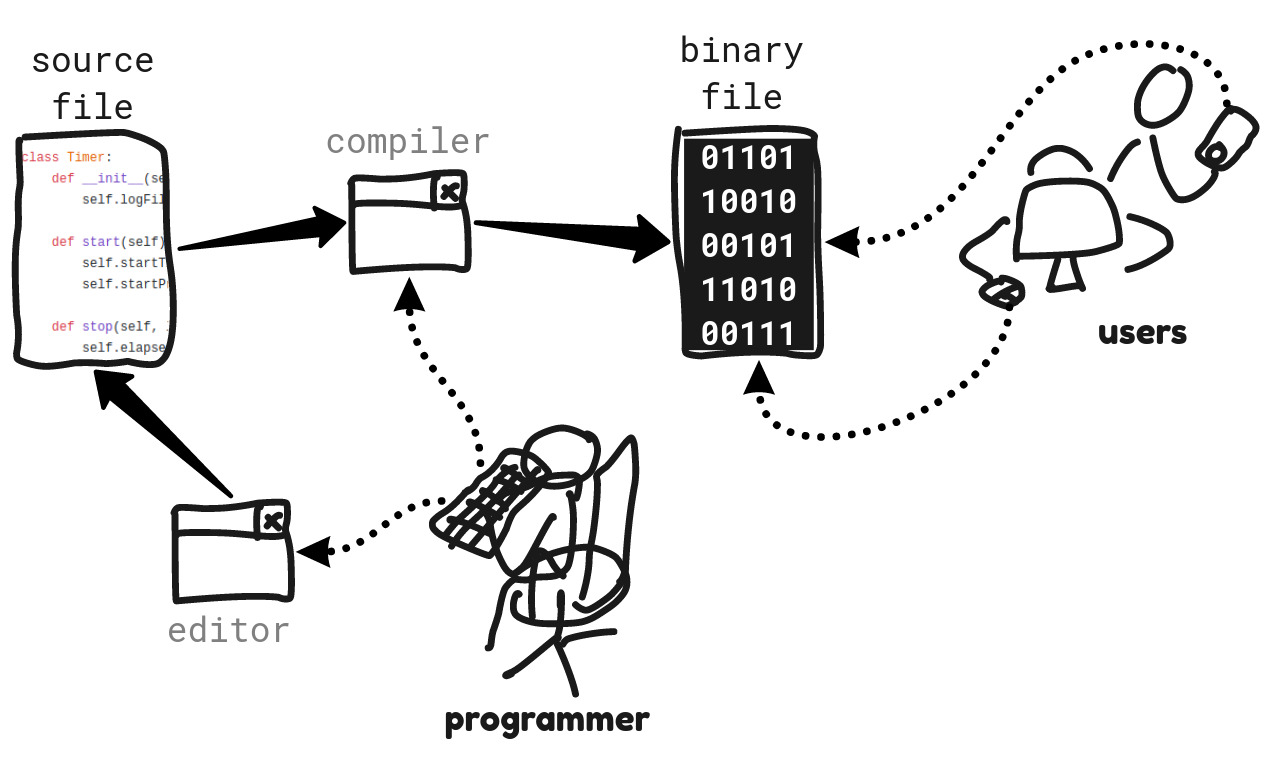 source
file
class Timer:
def __init__(se
self.logFil
def start(self)
self.startT
self.startP
def stop(self,
self.elapse
compiler
binary
file
01101
10010
00101
11010
00111
users
editor
programmer